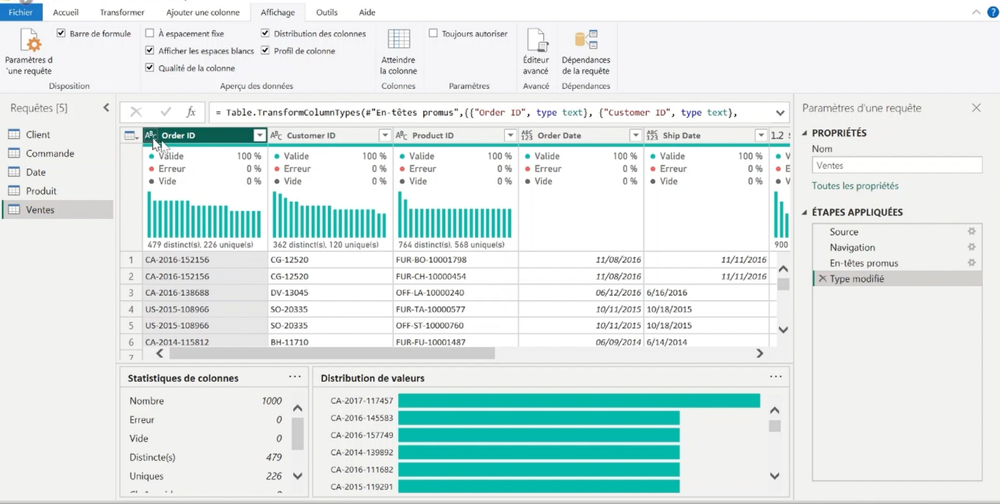 Fichier Accueil Transformer Ajouter une colonne Affichage Outils Aide
Paramètres d
'une requête
Barre de formule
Disposition
À espacement fixe
Afficher les espaces blancs
Qualité de la colonne
Distribution des colonnes
Profil de colonne
Aperçu des données
Atteindre
la colonne
Colonnes
Toujours autoriser
Paramètres
Éditeur
avancé
Avancé
Dépendances
de la requête
Dépendances
Requêtes [5]
Client
Commande
Date
Produit
Ventes
fx = Table.TransformColumnTypes(#"En-têtes promus",{{"Order ID", type text}, {"Customer ID", type text},
Order ID Customer ID Product ID Order Date Ship Date 1.2
Valide 100 % Valide 100 % Valide 100 % Valide 100 % Valide 100 % V
Erreur 0 % Erreur 0 % Erreur 0 % Erreur 0 % Erreur 0 % E
Vide 0 % Vide 0 % Vide 0 % Vide 0 % Vide 0 % V
479 distinct(s), 226 unique(s) 362 distinct(s), 120 unique(s) 764 distinct(s), 568 unique(s) 900
1 CA-2016-152156 CG-12520 FUR-BO-10001798 11/08/2016 11/11/2016
2 CA-2016-152156 CG-12520 FUR-CH-10000454 11/08/2016 11/11/2016
3 CA-2016-138688 DV-13045 OFF-LA-10000240 06/12/2016 6/16/2016
4 US-2015-108966 SO-20335 FUR-TA-10000577 10/11/2015 10/18/2015
5 US-2015-108966 SO-20335 OFF-ST-10000760 10/11/2015 10/18/2015
6 CA-2014-115812 BH-11710 FUR-FU-10001487 06/09/2014 6/14/2014
7
Statistiques de colonnes ...
Nombre 1000
Erreur 0
Vide 0
Distincte(s) 479
Uniques 226
Distribution de valeurs ...
CA-2017-117457
CA-2016-145583
CA-2016-157749
CA-2014-139892
CA-2016-111682
CA-2015-119291
Paramètres d'une requête
PROPRIÉTÉS
Nom
Ventes
Toutes les propriétés
ÉTAPES APPLIQUÉES
Source
Navigation
En-têtes promus
Type modifié